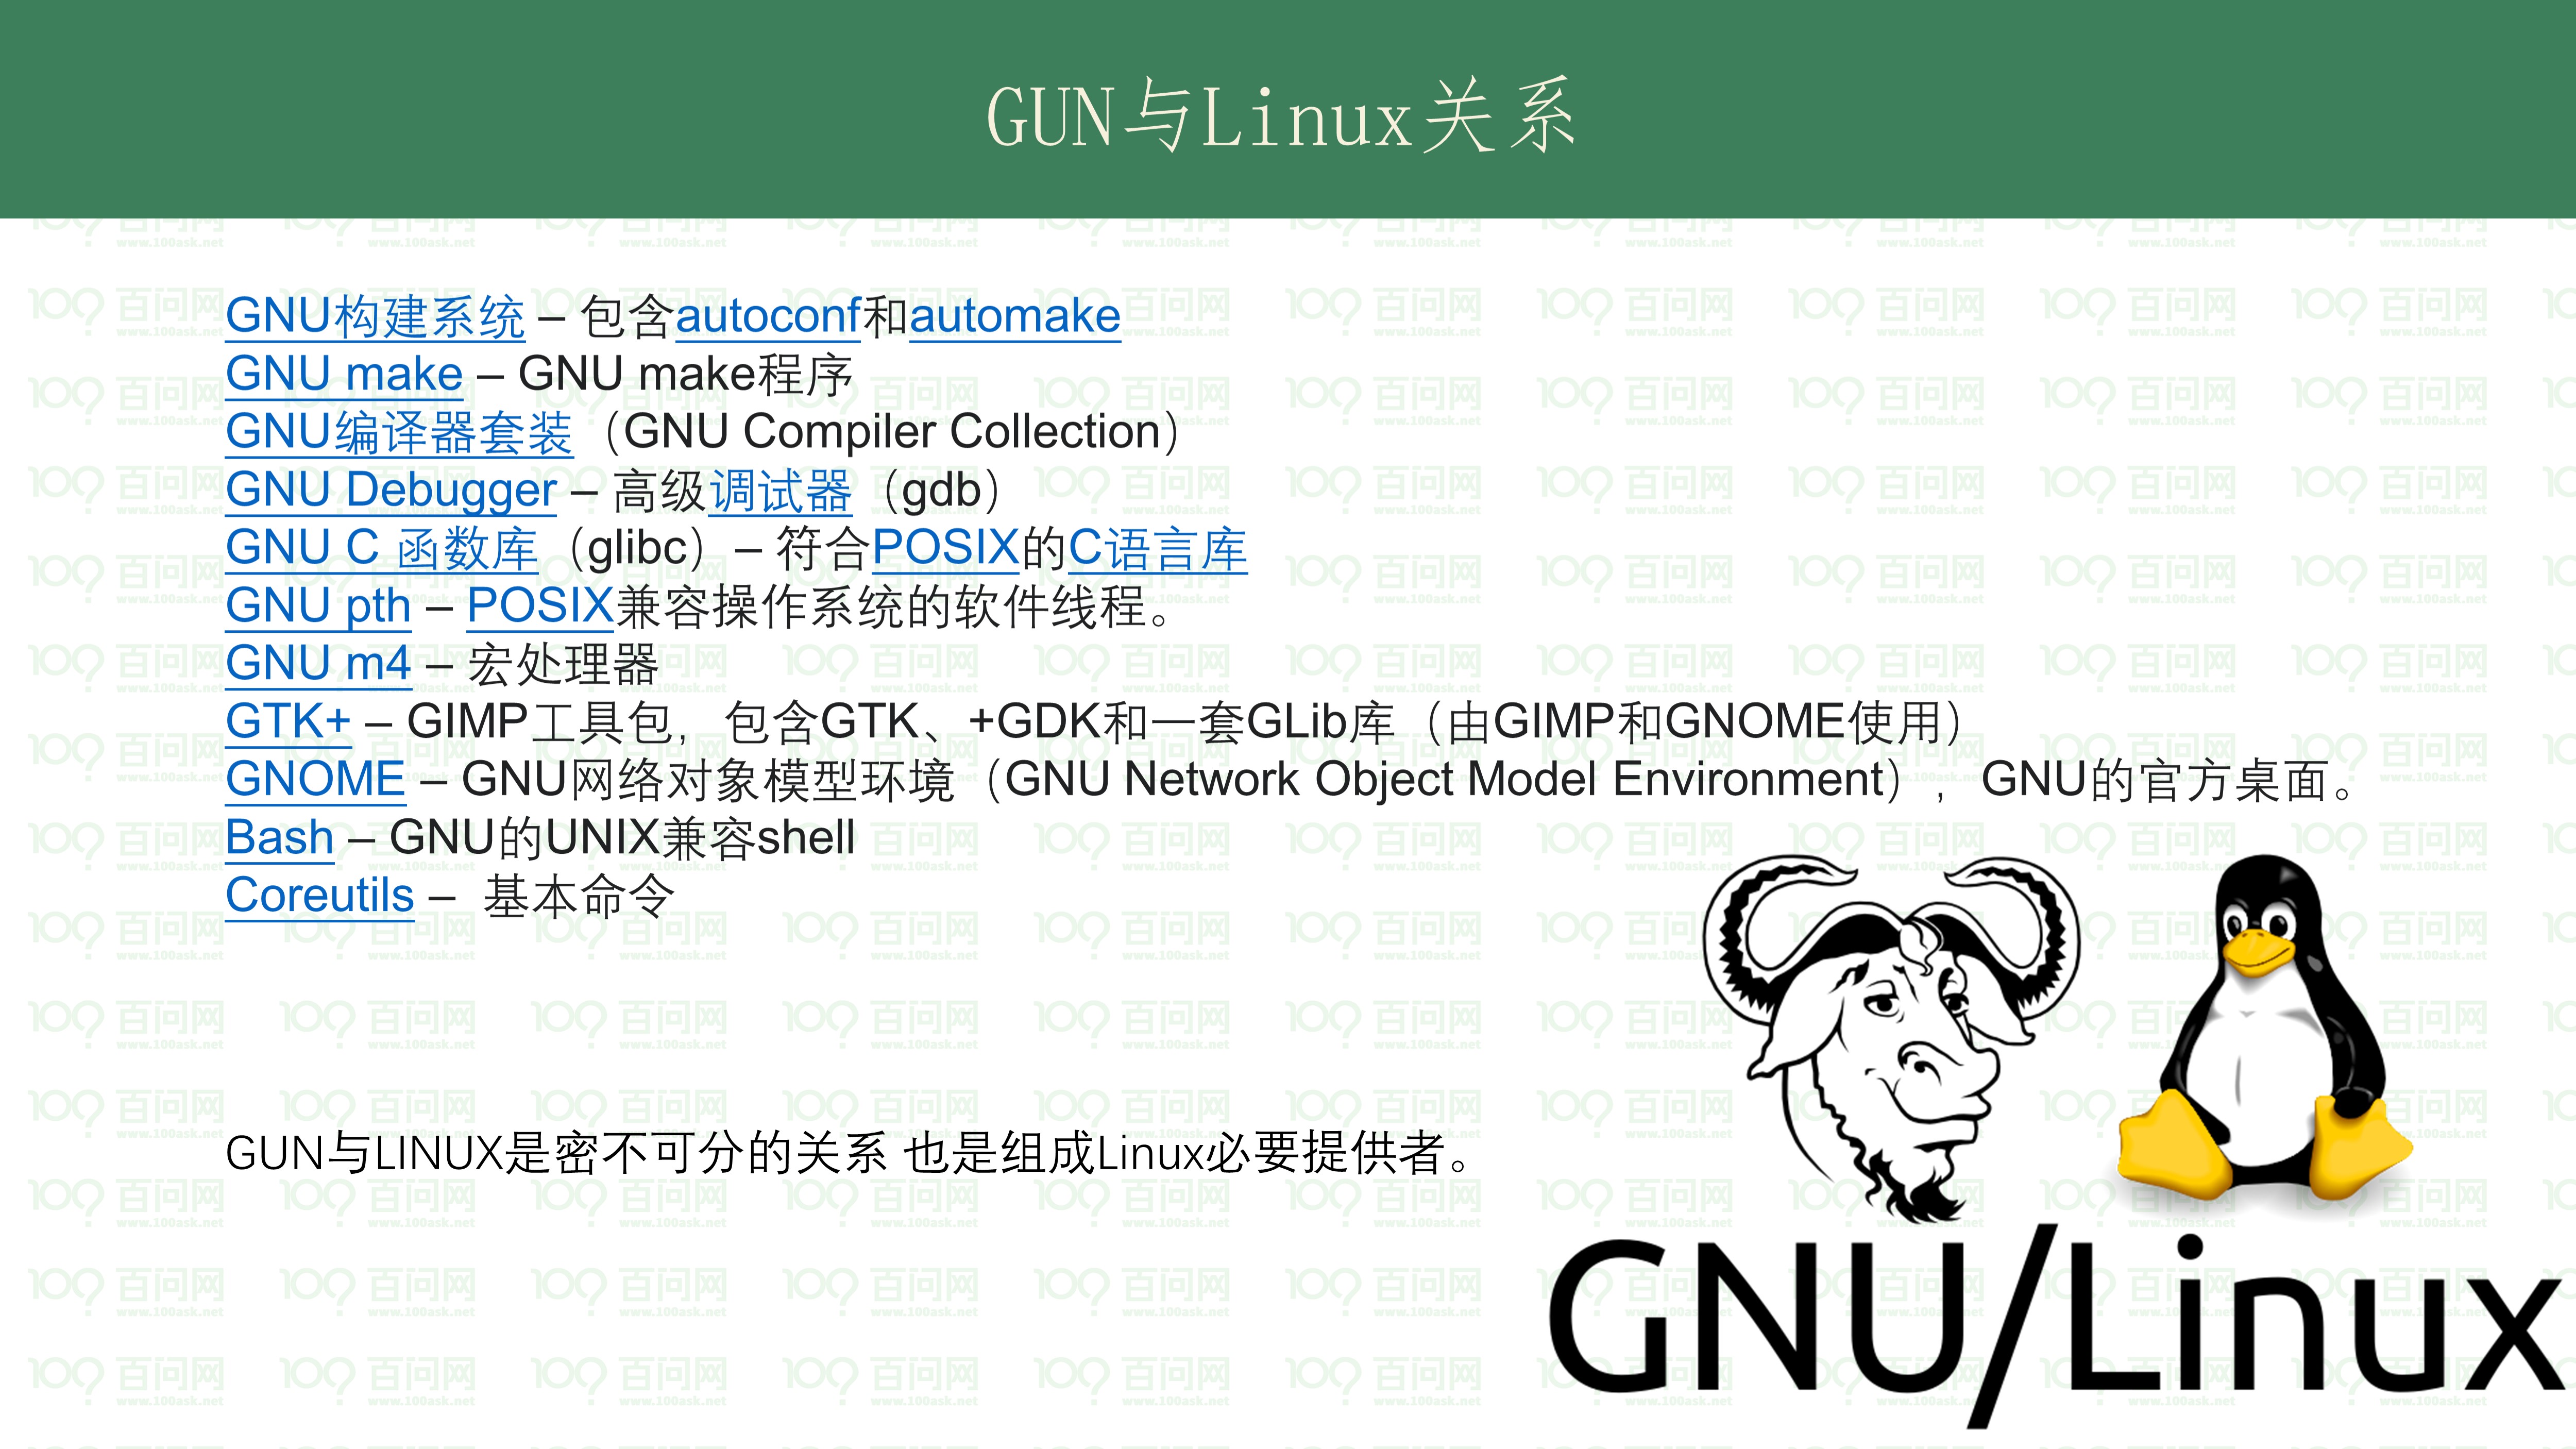 GUN与Linux关系
GNU构建系统 – 包含autoconf和automake
GNU make – GNU make程序
GNU编译器套装（GNU Compiler Collection）
GNU Debugger – 高级调试器（gdb）
GNU C 函数库（glibc）– 符合POSIX的C语言库
GNU pth – POSIX兼容操作系统的软件线程。
GNU m4 – 宏处理器
GTK+ – GIMP工具包，包含GTK、+GDK和一套GLib库（由GIMP和GNOME使用）
GNOME – GNU网络对象模型环境（GNU Network Object Model Environment），GNU的官方桌面。
Bash – GNU的UNIX兼容shell
Coreutils – 基本命令
GUN与LINUX是密不可分的关系 也是组成Linux必要提供者。
GNU/Linux
百问网
www.100ask.net